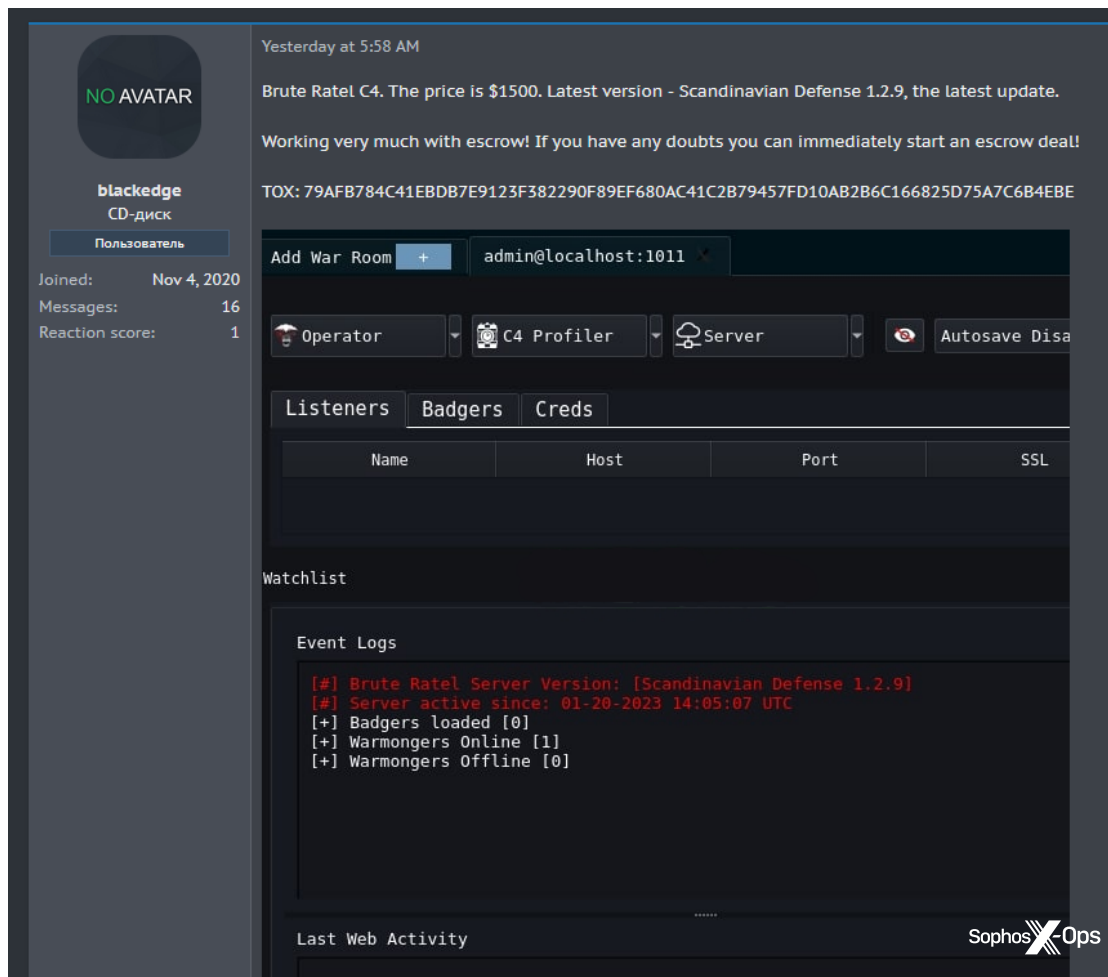 NO AVATAR
blackedge
CD-диск
Пользователь
Joined: Nov 4, 2020
Messages: 16
Reaction score: 1
Yesterday at 5:58 AM
Brute Ratel C4. The price is $1500. Latest version - Scandinavian Defense 1.2.9, the latest update.
Working very much with escrow! If you have any doubts you can immediately start an escrow deal!
TOX: 79AFB784C41EBDB7E9123F382290F89EF680AC41C2B79457FD10AB2B6C166825D75A7C6B4EBE
Add War Room + admin@localhost:1011 x
Operator C4 Profiler Server Autosave Disa
Listeners Badgers Creds
Name Host Port SSL
Watchlist
Event Logs
[#] Brute Ratel Server Version: [Scandinavian Defense 1.2.9]
[#] Server active since: 01-20-2023 14:05:07 UTC
[+] Badgers loaded [0]
[+] Warmongers Online [1]
[+] Warmongers Offline [0]
Last Web Activity
Sophos X-Ops